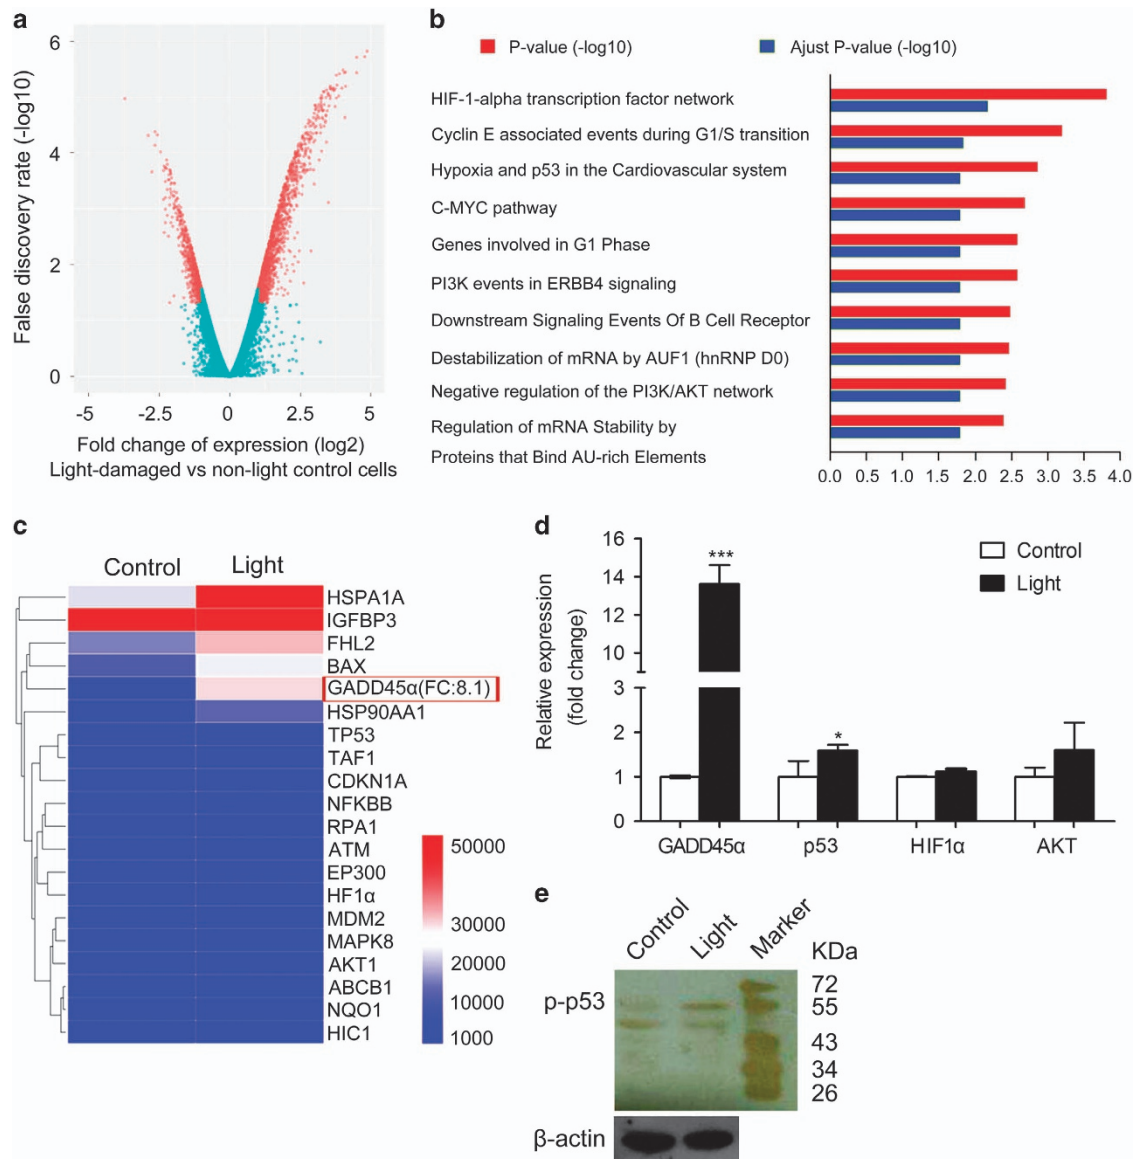 a
False discovery rate (-log10)
6
4
2
0
-5
-2.5
0
2.5
5
Fold change of expression (log2)
Light-damaged vs non-light control cells
b
P-value (-log10)
Ajust P-value (-log10)
HIF-1-alpha transcription factor network
Cyclin E associated events during G1/S transition
Hypoxia and p53 in the Cardiovascular system
C-MYC pathway
Genes involved in G1 Phase
PI3K events in ERBB4 signaling
Downstream Signaling Events Of B Cell Receptor
Destabilization of mRNA by AUF1 (hnRNP D0)
Negative regulation of the PI3K/AKT network
Regulation of mRNA Stability by
Proteins that Bind AU-rich Elements
0.0 0.5 1.0 1.5 2.0 2.5 3.0 3.5 4.0
c
Control Light
HSPA1A
IGFBP3
FHL2
BAX
GADD45α(FC:8.1)
HSP90AA1
TP53
TAF1
CDKN1A
NFKBB
RPA1
ATM
EP300
HF1α
MDM2
MAPK8
AKT1
ABCB1
NQO1
HIC1
50000
30000
20000
10000
1000
d
Relative expression
(fold change)
16
14
12
10
8
3
2
1
0
***
*
Control
Light
GADD45α p53 HIF1α AKT
e
Control Light Marker
KDa
p-p53
72
55
43
34
26
β-actin